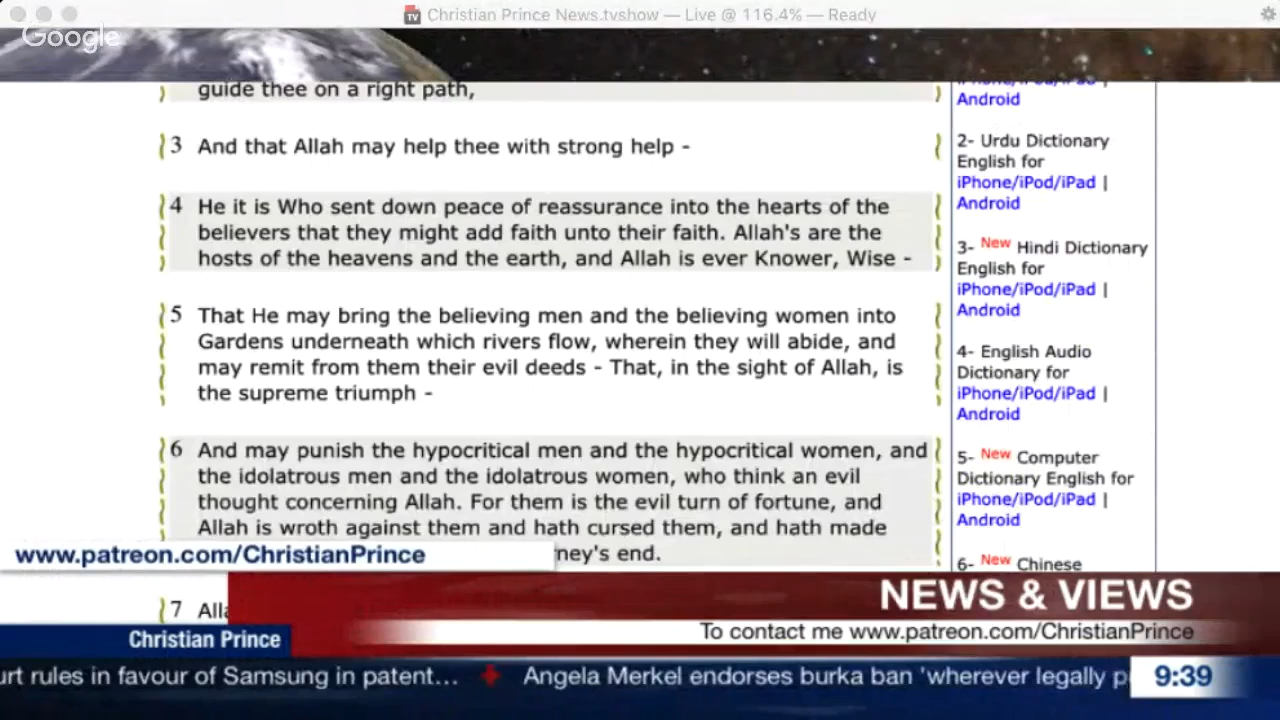 Christian Prince News.tvshow — Live @ 116.4% — Ready
Google
guide thee on a right path,
3 And that Allah may help thee with strong help -
4 He it is Who sent down peace of reassurance into the hearts of the
believers that they might add faith unto their faith. Allah's are the
hosts of the heavens and the earth, and Allah is ever Knower, Wise -
5 That He may bring the believing men and the believing women into
Gardens underneath which rivers flow, wherein they will abide, and
may remit from them their evil deeds - That, in the sight of Allah, is
the supreme triumph -
6 And may punish the hypocritical men and the hypocritical women, and
the idolatrous men and the idolatrous women, who think an evil
thought concerning Allah. For them is the evil turn of fortune, and
Allah is wroth against them and hath cursed them, and hath made
ney's end.
7 Alla
iPhone/iPod/iPad |
Android
2- Urdu Dictionary
English for
iPhone/iPod/iPad |
Android
3- New Hindi Dictionary
English for
iPhone/iPod/iPad |
Android
4- English Audio
Dictionary for
iPhone/iPod/iPad |
Android
5- New Computer
Dictionary English for
iPhone/iPod/iPad |
Android
6- New Chinese
www.patreon.com/ChristianPrince
NEWS & VIEWS
To contact me www.patreon.com/ChristianPrince
Christian Prince
urt rules in favour of Samsung in patent... Angela Merkel endorses burka ban 'wherever legally p
9:39